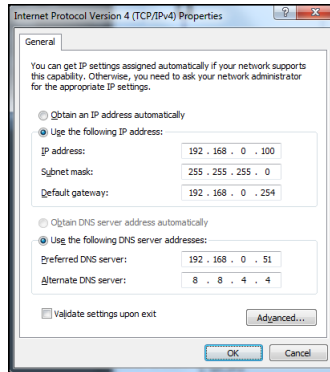 Internet Protocol Version 4 (TCP/IPv4) Properties
General
You can get IP settings assigned automatically if your network supports
this capability. Otherwise, you need to ask your network administrator
for the appropriate IP settings.
Obtain an IP address automatically
Use the following IP address:
IP address: 192 . 168 . 0 . 100
Subnet mask: 255 . 255 . 255 . 0
Default gateway: 192 . 168 . 0 . 254
Obtain DNS server address automatically
Use the following DNS server addresses:
Preferred DNS server: 192 . 168 . 0 . 51
Alternate DNS server: 8 . 8 . 4 . 4
Validate settings upon exit
Advanced...
OK Cancel